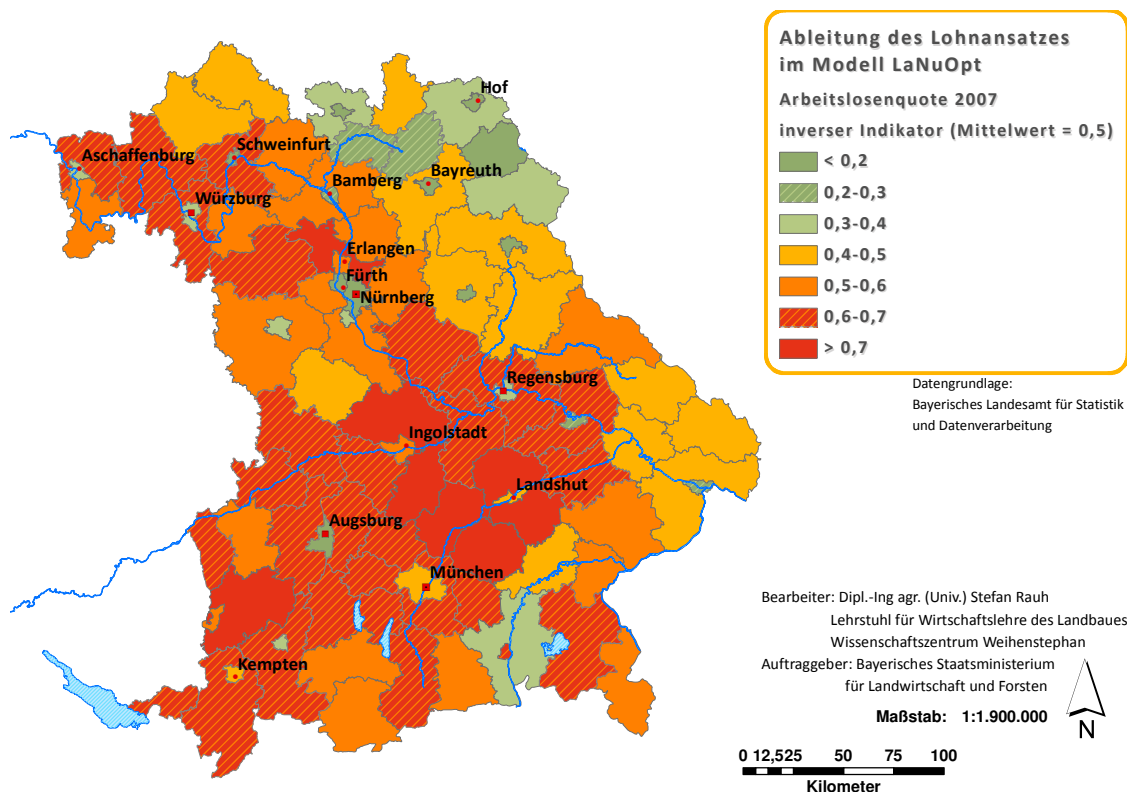 Ableitung des Lohnansatzes
im Modell LaNuOpt
Arbeitslosenquote 2007
inverser Indikator (Mittelwert = 0,5)
< 0,2
0,2-0,3
0,3-0,4
0,4-0,5
0,5-0,6
0,6-0,7
> 0,7
Datengrundlage:
Bayerisches Landesamt für Statistik
und Datenverarbeitung
Hof
Schweinfurt
Aschaffenburg
Bayreuth
Bamberg
Würzburg
Erlangen
Fürth
Nürnberg
Regensburg
Ingolstadt
Landshut
Augsburg
München
Kempten
Bearbeiter: Dipl.-Ing agr. (Univ.) Stefan Rauh
Lehrstuhl für Wirtschaftslehre des Landbaues
Wissenschaftszentrum Weihenstephan
Auftraggeber: Bayerisches Staatsministerium
für Landwirtschaft und Forsten
Maßstab: 1:1.900.000
N
0 12,525 50 75 100
Kilometer